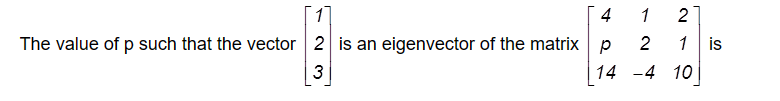 The value of p such that the vector [1 2 3] is an eigenvector of the matrix [4 1 2 p 2 1 14 –4 10] is